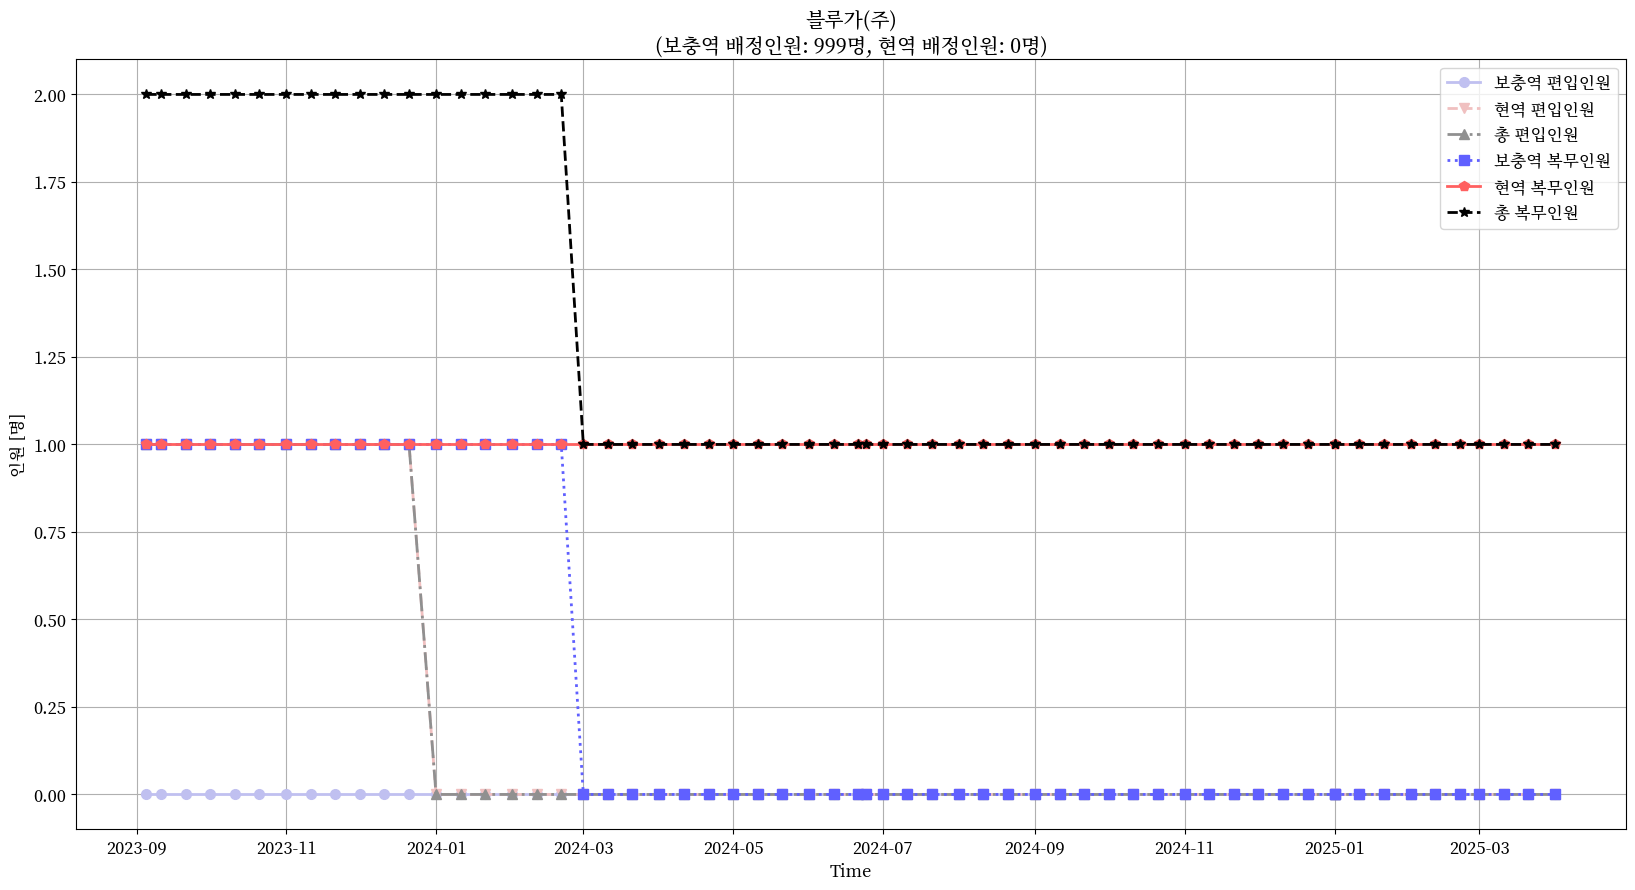 블루가(주)
(보충역 배정인원: 999명, 현역 배정인원: 0명)
보충역 편입인원
현역 편입인원
총 편입인원
보충역 복무인원
현역 복무인원
총 복무인원
인원 [명]
2.00
1.75
1.50
1.25
1.00
0.75
0.50
0.25
0.00
2023-09 2023-11 2024-01 2024-03 2024-05 2024-07 2024-09 2024-11 2025-01 2025-03
Time